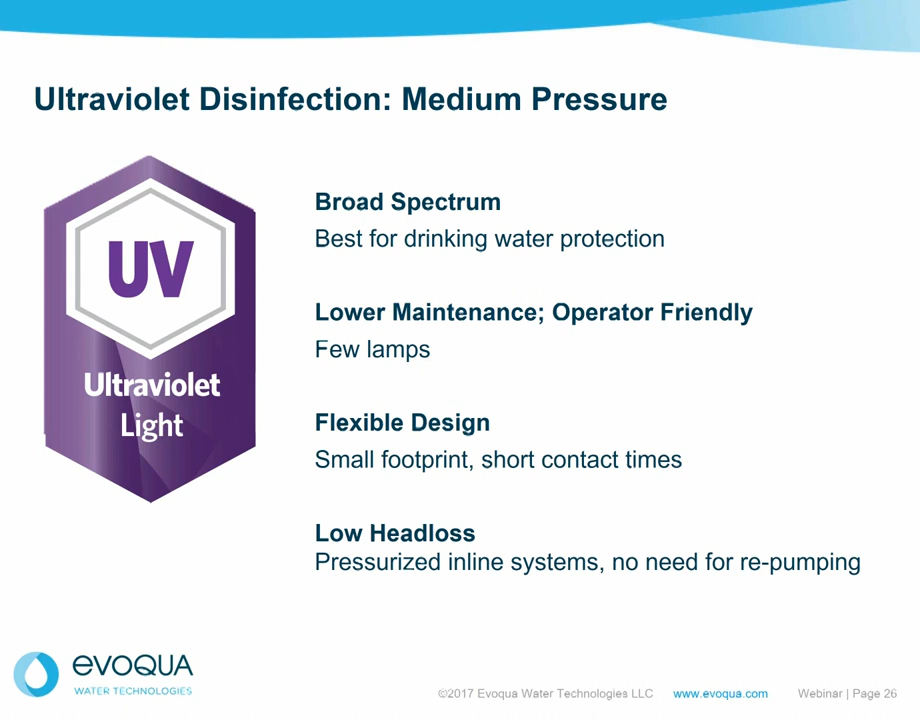 Ultraviolet Disinfection: Medium Pressure
UV
Ultraviolet
Light
Broad Spectrum
Best for drinking water protection
Lower Maintenance; Operator Friendly
Few lamps
Flexible Design
Small footprint, short contact times
Low Headloss
Pressurized inline systems, no need for re-pumping
evoqua
WATER TECHNOLOGIES
©2017 Evoqua Water Technologies LLC www.evoqua.com Webinar | Page 26